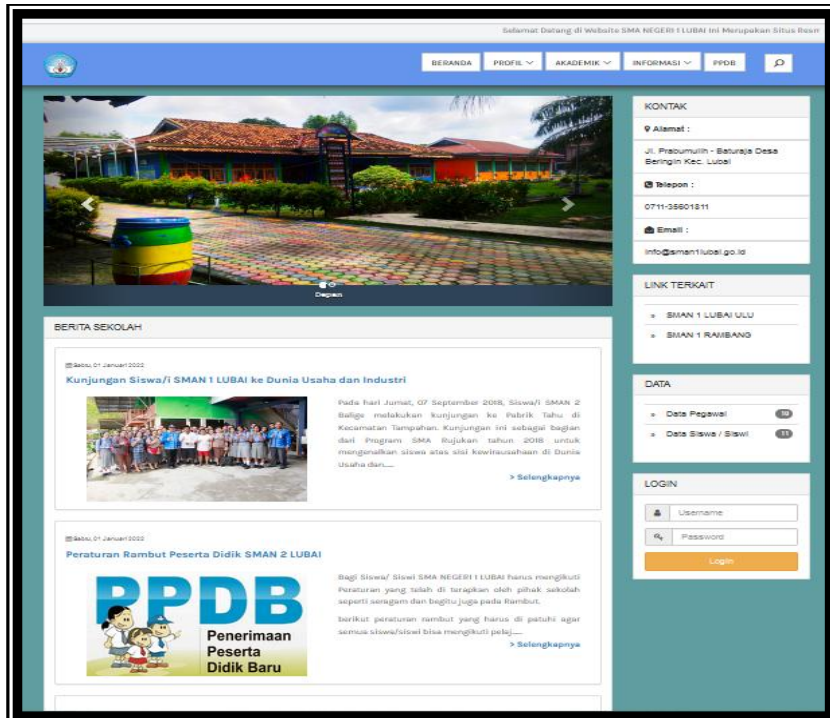 Selamat Datang di Website SMA NEGERI 1 LUBAI Ini Merupakan Situs Resm
BERANDA
PROFIL
AKADEMIK
INFORMASI
PPDB
Depan
BERITA SEKOLAH
Sabtu, 01 Januari 2022
Kunjungan Siswa/i SMAN 1 LUBAI ke Dunia Usaha dan Industri
Pada hari Jumat, 07 September 2018, Siswa/i SMAN 2
Balige melakukan kunjungan ke Pabrik Tahu di
Kecamatan Tampahan. Kunjungan ini sebagai bagian
dari Program SMA Rujukan tahun 2018 untuk
mengenalkan siswa atas sisi kewirausahaan di Dunia
Usaha dan.....
> Selengkapnya
Sabtu, 01 Januari 2022
Peraturan Rambut Peserta Didik SMAN 2 LUBAI
PPDB
Penerimaan
Peserta
Didik Baru
Bagi Siswa/ Siswi SMA NEGERI 1 LUBAI harus mengikuti
Peraturan yang telah di terapkan oleh pihak sekolah
seperti seragam dan begitu juga pada Rambut.
berikut peraturan rambut yang harus di patuhi agar
semua siswa/siswi bisa mengikuti pelaj.....
> Selengkapnya
KONTAK
Alamat :
Jl. Prabumulih - Baturaja Desa
Beringin Kec. Lubai
Telepon :
0711-35601811
Email :
info@sman1lubai.go.id
LINK TERKAIT
» SMAN 1 LUBAI ULU
» SMAN 1 RAMBANG
DATA
» Data Pegawai 10
» Data Siswa / Siswi 11
LOGIN
Username
Password
Login